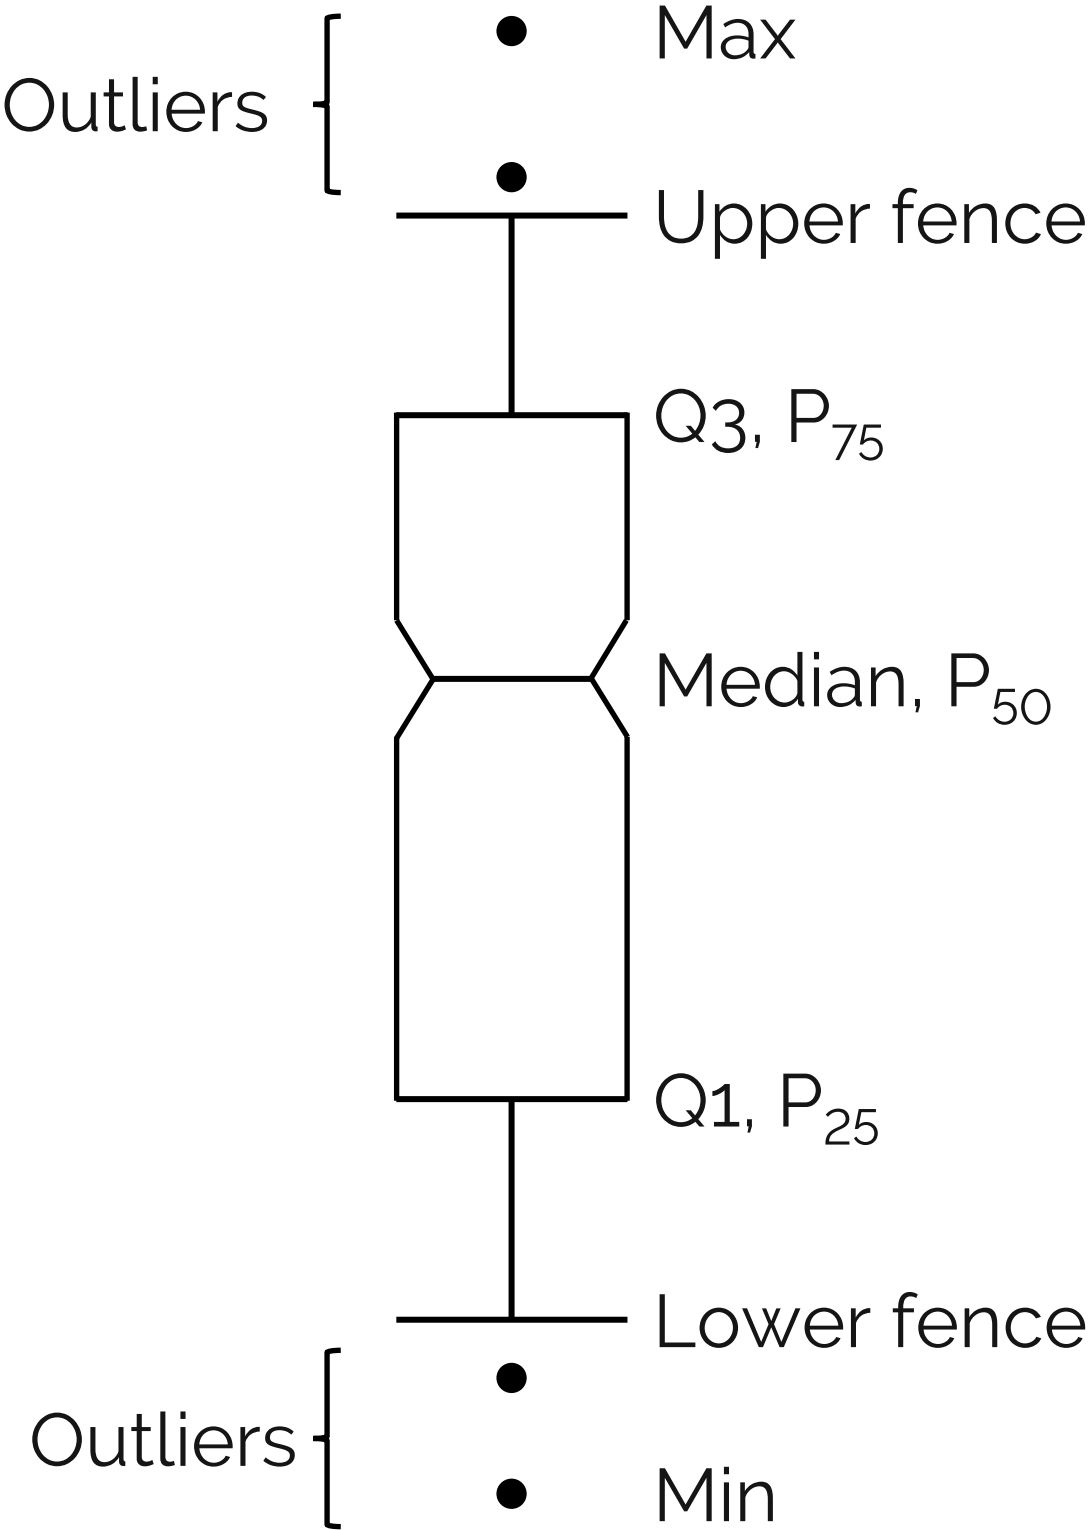 Max
Outliers
Upper fence
Q3, P75
Median, P50
Q1, P25
Lower fence
Outliers
Min